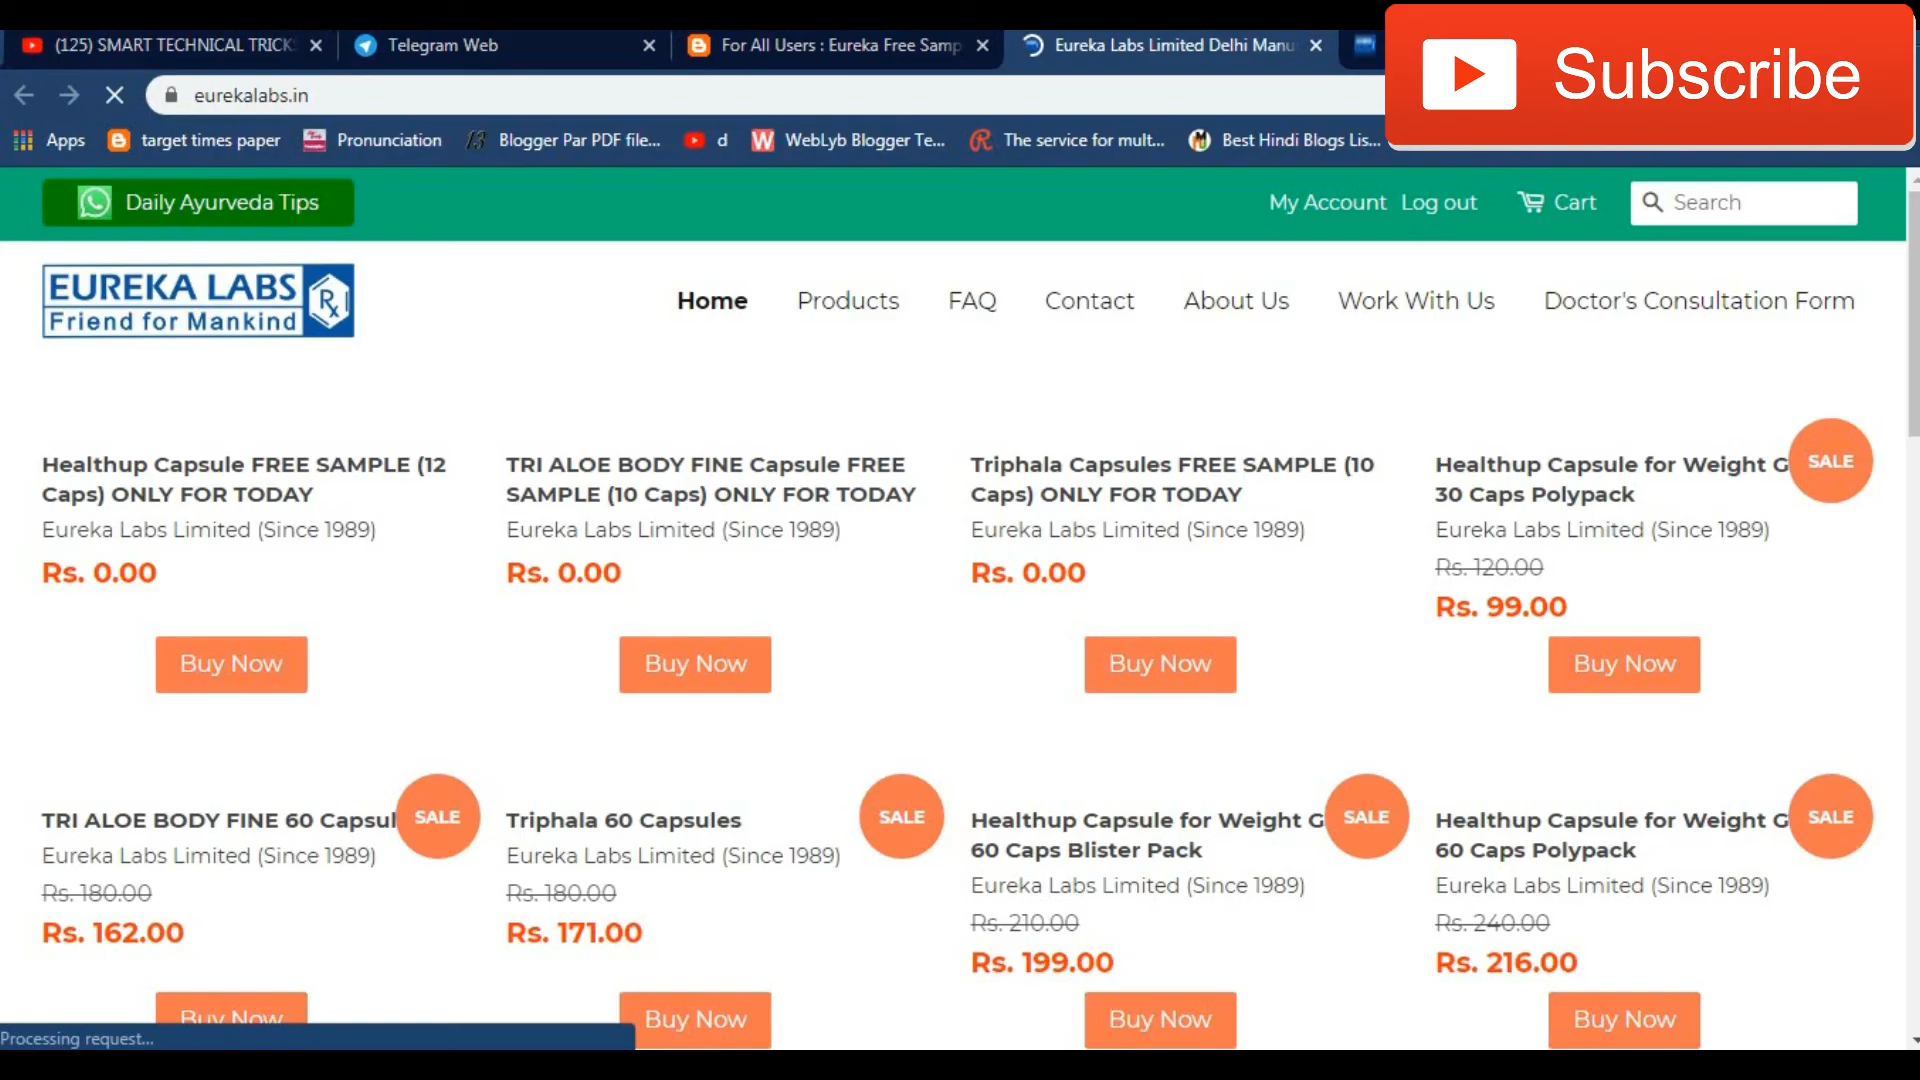 (125) SMART TECHNICAL TRICK
Telegram Web
For All Users : Eureka Free Samp
Eureka Labs Limited Delhi Manu
Subscribe
eurekalabs.in
Apps
target times paper
Pronunciation
Blogger Par PDF file...
d
WebLyb Blogger Te...
The service for mult...
Best Hindi Blogs Lis...
Daily Ayurveda Tips
My Account
Log out
Cart
Search
EUREKA LABS
Friend for Mankind
Home
Products
FAQ
Contact
About Us
Work With Us
Doctor's Consultation Form
Healthup Capsule FREE SAMPLE (12
Caps) ONLY FOR TODAY
Eureka Labs Limited (Since 1989)
Rs. 0.00
Buy Now
TRI ALOE BODY FINE Capsule FREE
SAMPLE (10 Caps) ONLY FOR TODAY
Eureka Labs Limited (Since 1989)
Rs. 0.00
Buy Now
Triphala Capsules FREE SAMPLE (10
Caps) ONLY FOR TODAY
Eureka Labs Limited (Since 1989)
Rs. 0.00
Buy Now
Healthup Capsule for Weight G
SALE
30 Caps Polypack
Eureka Labs Limited (Since 1989)
Rs. 120.00
Rs. 99.00
Buy Now
TRI ALOE BODY FINE 60 Capsul
SALE
Eureka Labs Limited (Since 1989)
Rs. 180.00
Rs. 162.00
Buy Now
Triphala 60 Capsules
SALE
Eureka Labs Limited (Since 1989)
Rs. 180.00
Rs. 171.00
Buy Now
Healthup Capsule for Weight G
SALE
60 Caps Blister Pack
Eureka Labs Limited (Since 1989)
Rs. 210.00
Rs. 199.00
Buy Now
Healthup Capsule for Weight G
SALE
60 Caps Polypack
Eureka Labs Limited (Since 1989)
Rs. 240.00
Rs. 216.00
Buy Now
Processing request...